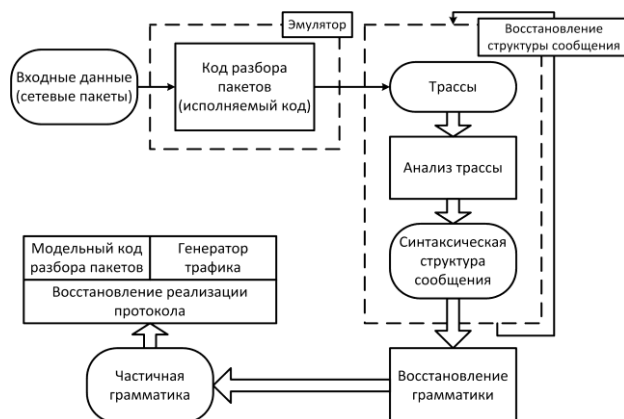 Эмулятор
Восстановление
структуры сообщения
Входные данные
(сетевые пакеты)
Код разбора
пакетов
(исполняемый код)
Трассы
Анализ трассы
Синтаксическая
структура
сообщения
Модельный код
разбора пакетов
Генератор
трафика
Восстановление реализации
протокола
Частичная
грамматика
Восстановление
грамматики